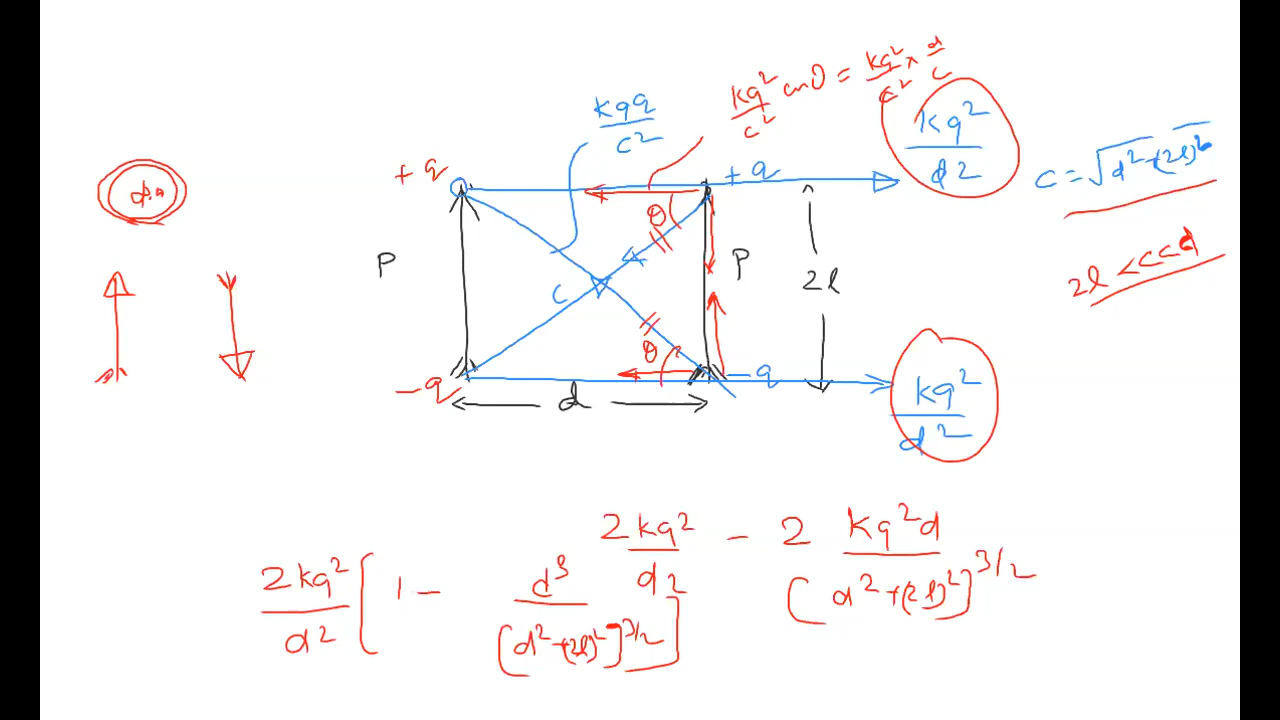 kq²/c² cosθ = kq²/c² × d/c
kqq/c²
kq²/d²
c = √(d² + (2l)²)
+q
+q
θ
P
P
2l
2l << d
c
θ
-q
-q
d
kq²/d²
2kq²/d² - 2 kq²d/[d² + (2l)²]^3/2
2kq²/d² [1 - d³/[d² + (2l)²]^3/2]